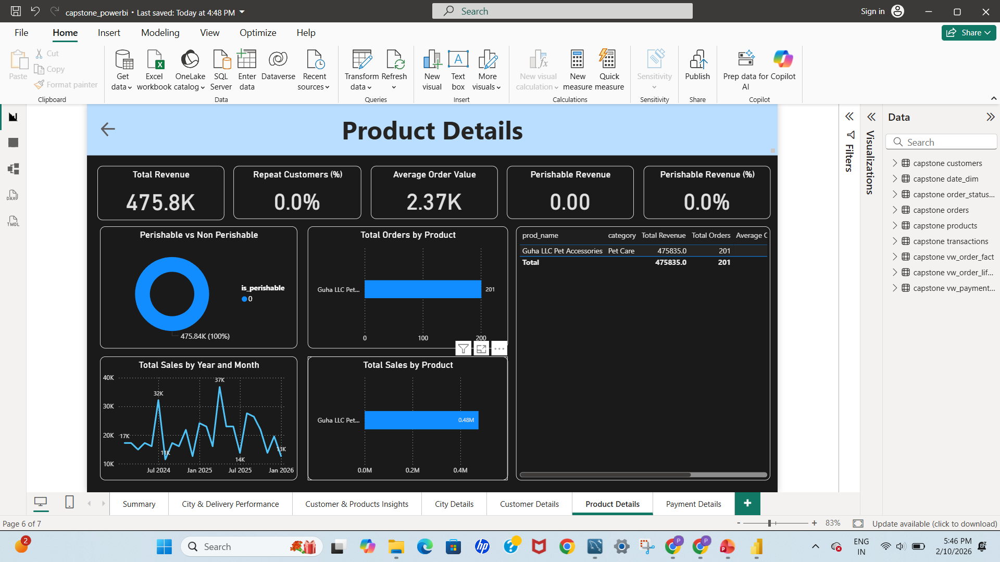 capstone_powerbi • Last saved: Today at 4:48 PM
Search
Sign in
File
Home
Insert
Modeling
View
Optimize
Help
Share
Paste
Cut
Copy
Format painter
Clipboard
Get data
Excel workbook
OneLake catalog
SQL Server
Enter data
Dataverse
Recent sources
Data
Transform data
Refresh
Queries
New visual
Text box
More visuals
Insert
New visual calculation
New measure
Quick measure
Calculations
Sensitivity
Sensitivity
Publish
Share
Prep data for AI
Copilot
Copilot
DAX
TMDL
Product Details
Total Revenue
475.8K
Repeat Customers (%)
0.0%
Average Order Value
2.37K
Perishable Revenue
0.00
Perishable Revenue (%)
0.0%
Perishable vs Non Perishable
is_perishable
0
475.84K (100%)
Total Orders by Product
Guha LLC Pet...
201
0 100 200
prod_name category Total Revenue Total Orders Average C
Guha LLC Pet Accessories Pet Care 475835.0 201
Total 475835.0 201
Total Sales by Year and Month
40K
30K
20K
10K
17K
32K
11K
37K
14K
13K
Jul 2024 Jan 2025 Jul 2025 Jan 2026
Total Sales by Product
Guha LLC Pet...
0.48M
0.0M 0.2M 0.4M
Filters
Visualizations
Data
Search
capstone customers
capstone date_dim
capstone order_status...
capstone orders
capstone products
capstone transactions
capstone vw_order_fact
capstone vw_order_lif...
capstone vw_payment...
Summary
City & Delivery Performance
Customer & Products Insights
City Details
Customer Details
Product Details
Payment Details
Page 6 of 7
- + 83%
Update available (click to download)
2
Search
hp
P
P
ENG
IN
5:46 PM
2/10/2026